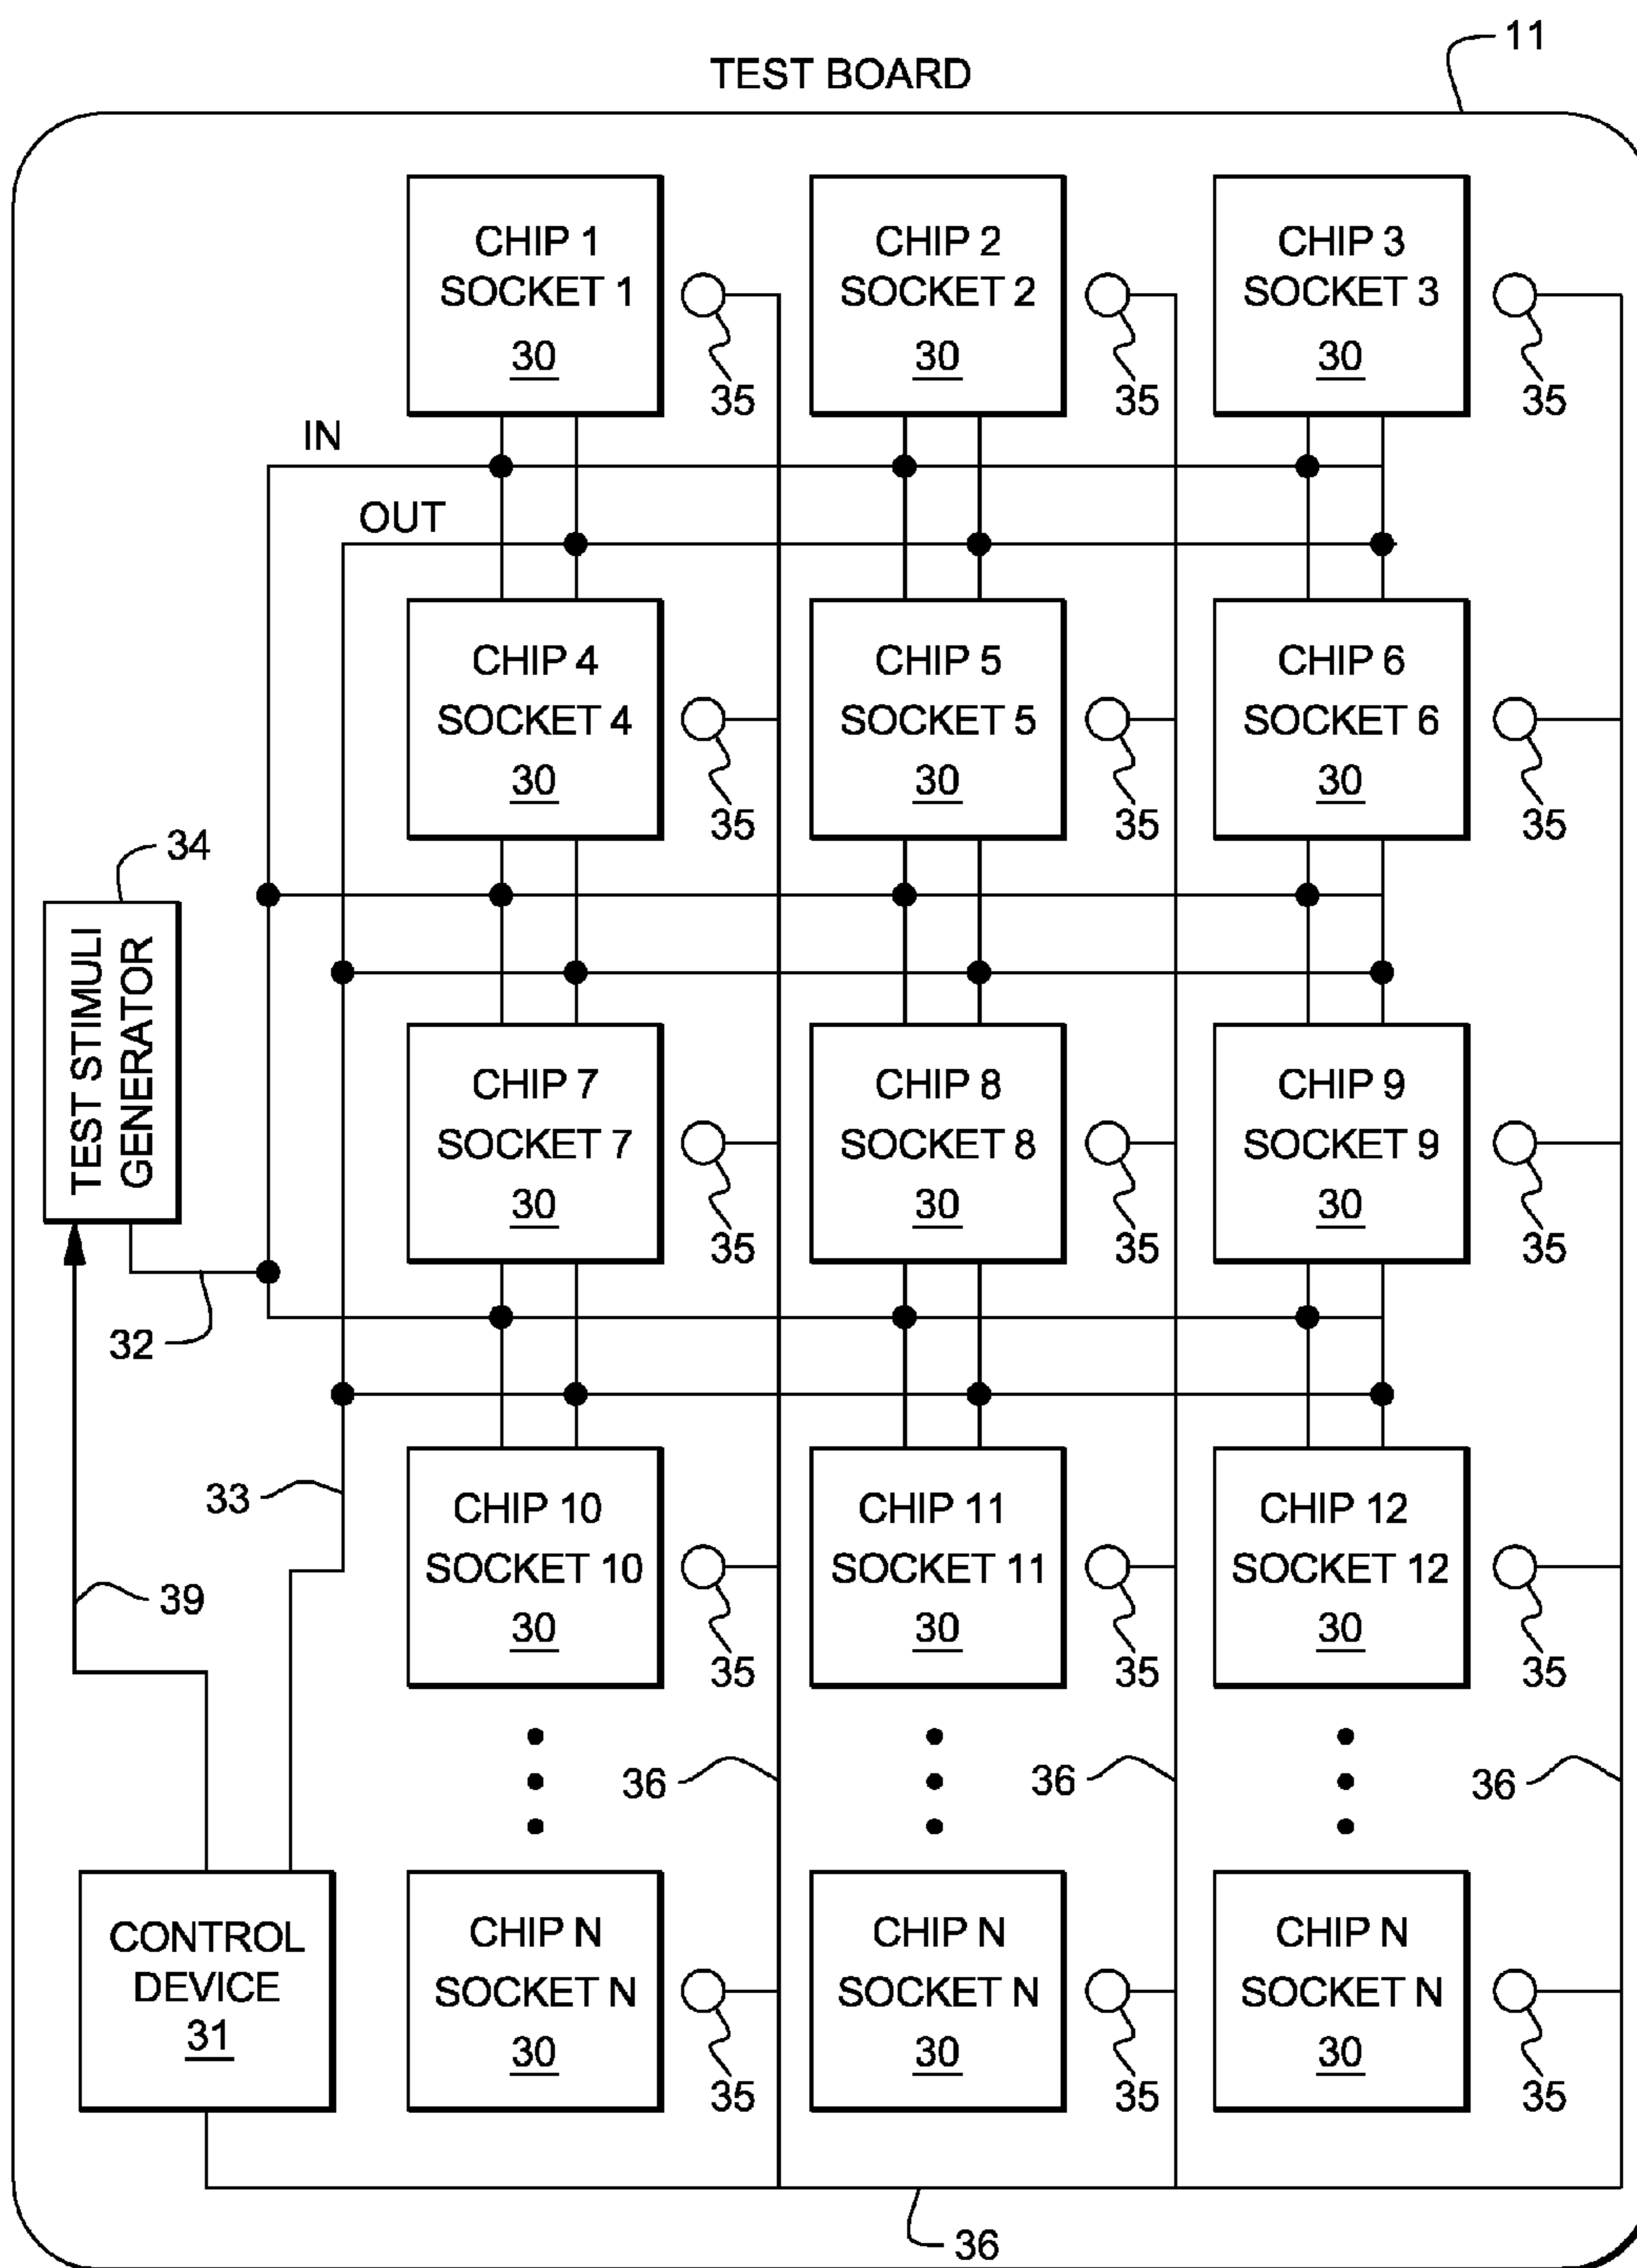 11
TEST BOARD
CHIP 1
SOCKET 1
30
35
CHIP 2
SOCKET 2
30
35
CHIP 3
SOCKET 3
30
35
IN
OUT
CHIP 4
SOCKET 4
30
35
CHIP 5
SOCKET 5
30
35
CHIP 6
SOCKET 6
30
35
34
TEST STIMULI
GENERATOR
CHIP 7
SOCKET 7
30
35
CHIP 8
SOCKET 8
30
35
CHIP 9
SOCKET 9
30
35
32
33
39
CHIP 10
SOCKET 10
30
35
CHIP 11
SOCKET 11
30
35
CHIP 12
SOCKET 12
30
35
36
36
36
CONTROL
DEVICE
31
CHIP N
SOCKET N
30
35
CHIP N
SOCKET N
30
35
CHIP N
SOCKET N
30
35
36